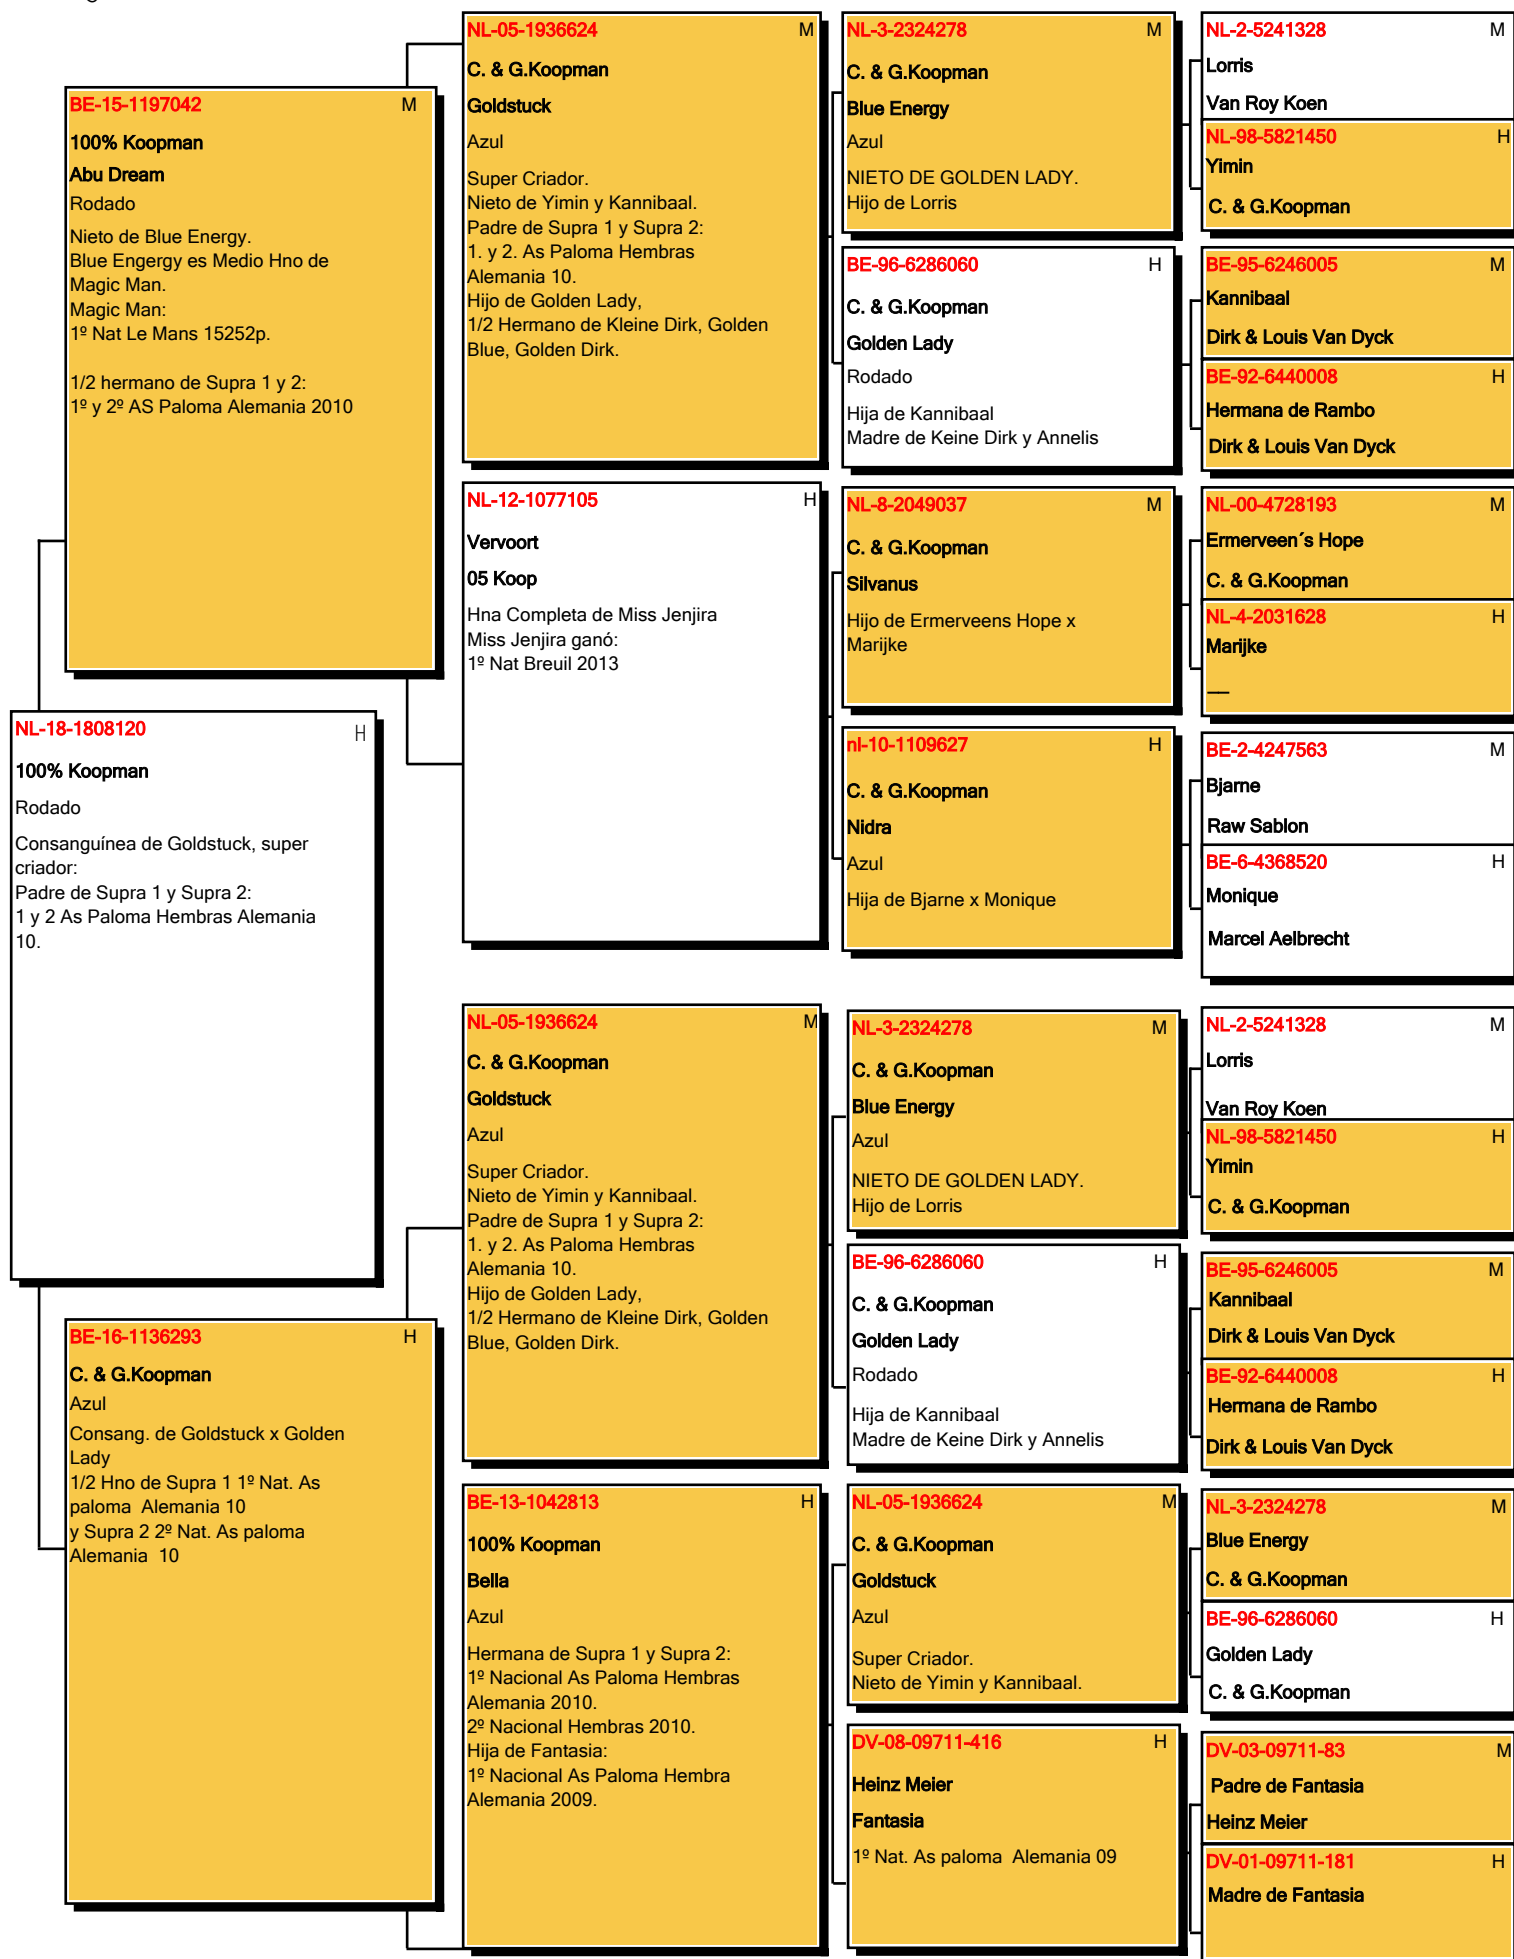 NL-18-1808120 H
100% Koopman
Rodado
Consanguínea de Goldstuck, super
criador:
Padre de Supra 1 y Supra 2:
1 y 2 As Paloma Hembras Alemania
10.
BE-15-1197042 M
100% Koopman
Abu Dream
Rodado
Nieto de Blue Energy.
Blue Engergy es Medio Hno de
Magic Man.
Magic Man:
1º Nat Le Mans 15252p.
1/2 hermano de Supra 1 y 2:
1º y 2º AS Paloma Alemania 2010
BE-16-1136293 H
C. & G.Koopman
Azul
Consang. de Goldstuck x Golden
Lady
1/2 Hno de Supra 1 1º Nat. As
paloma Alemania 10
y Supra 2 2º Nat. As paloma
Alemania 10
NL-05-1936624 M
C. & G.Koopman
Goldstuck
Azul
Super Criador.
Nieto de Yimin y Kannibaal.
Padre de Supra 1 y Supra 2:
1. y 2. As Paloma Hembras
Alemania 10.
Hijo de Golden Lady,
1/2 Hermano de Kleine Dirk, Golden
Blue, Golden Dirk.
NL-12-1077105 H
Vervoort
05 Koop
Hna Completa de Miss Jenjira
Miss Jenjira ganó:
1º Nat Breuil 2013
NL-05-1936624 M
C. & G.Koopman
Goldstuck
Azul
Super Criador.
Nieto de Yimin y Kannibaal.
Padre de Supra 1 y Supra 2:
1. y 2. As Paloma Hembras
Alemania 10.
Hijo de Golden Lady,
1/2 Hermano de Kleine Dirk, Golden
Blue, Golden Dirk.
BE-13-1042813 H
100% Koopman
Bella
Azul
Hermana de Supra 1 y Supra 2:
1º Nacional As Paloma Hembras
Alemania 2010.
2º Nacional Hembras 2010.
Hija de Fantasia:
1º Nacional As Paloma Hembra
Alemania 2009.
NL-3-2324278 M
C. & G.Koopman
Blue Energy
Azul
NIETO DE GOLDEN LADY.
Hijo de Lorris
BE-96-6286060 H
C. & G.Koopman
Golden Lady
Rodado
Hija de Kannibaal
Madre de Keine Dirk y Annelis
NL-8-2049037 M
C. & G.Koopman
Silvanus
Hijo de Ermerveens Hope x
Marijke
nl-10-1109627 H
C. & G.Koopman
Nidra
Azul
Hija de Bjarne x Monique
NL-3-2324278 M
C. & G.Koopman
Blue Energy
Azul
NIETO DE GOLDEN LADY.
Hijo de Lorris
BE-96-6286060 H
C. & G.Koopman
Golden Lady
Rodado
Hija de Kannibaal
Madre de Keine Dirk y Annelis
NL-05-1936624 M
C. & G.Koopman
Goldstuck
Azul
Super Criador.
Nieto de Yimin y Kannibaal.
DV-08-09711-416 H
Heinz Meier
Fantasia
1º Nat. As paloma Alemania 09
NL-2-5241328 M
Lorris
Van Roy Koen
NL-98-5821450 H
Yimin
C. & G.Koopman
BE-95-6246005 M
Kannibaal
Dirk & Louis Van Dyck
BE-92-6440008 H
Hermana de Rambo
Dirk & Louis Van Dyck
NL-00-4728193 M
Ermerveen´s Hope
C. & G.Koopman
NL-4-2031628 H
Marijke
__
BE-2-4247563 M
Bjarne
Raw Sablon
BE-6-4368520 H
Monique
Marcel Aelbrecht
NL-2-5241328 M
Lorris
Van Roy Koen
NL-98-5821450 H
Yimin
C. & G.Koopman
BE-95-6246005 M
Kannibaal
Dirk & Louis Van Dyck
BE-92-6440008 H
Hermana de Rambo
Dirk & Louis Van Dyck
NL-3-2324278 M
Blue Energy
C. & G.Koopman
BE-96-6286060 H
Golden Lady
C. & G.Koopman
DV-03-09711-83 M
Padre de Fantasia
Heinz Meier
DV-01-09711-181 H
Madre de Fantasia